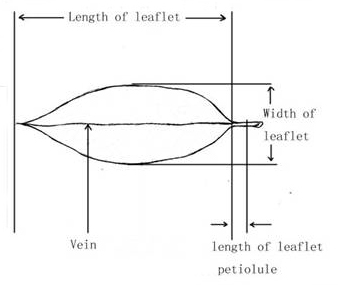 Length of leaflet
Width of
leaflet
Vein
length of leaflet
petiolule